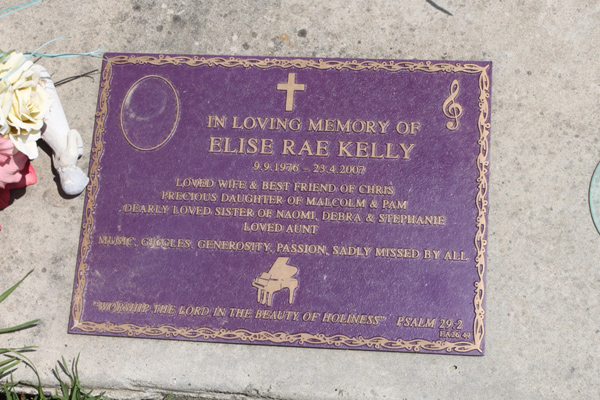 IN LOVING MEMORY OF
ELISE RAE KELLY
9.9.1976 - 23.4.2007
LOVED WIFE & BEST FRIEND OF CHRIS
PRECIOUS DAUGHTER OF MALCOLM & PAM
DEARLY LOVED SISTER OF NAOMI, DEBRA & STEPHANIE
LOVED AUNT
MUSIC, GIGGLES, GENEROSITY, PASSION, SADLY MISSED BY ALL
"WORSHIP THE LORD IN THE BEAUTY OF HOLINESS" PSALM 29:2